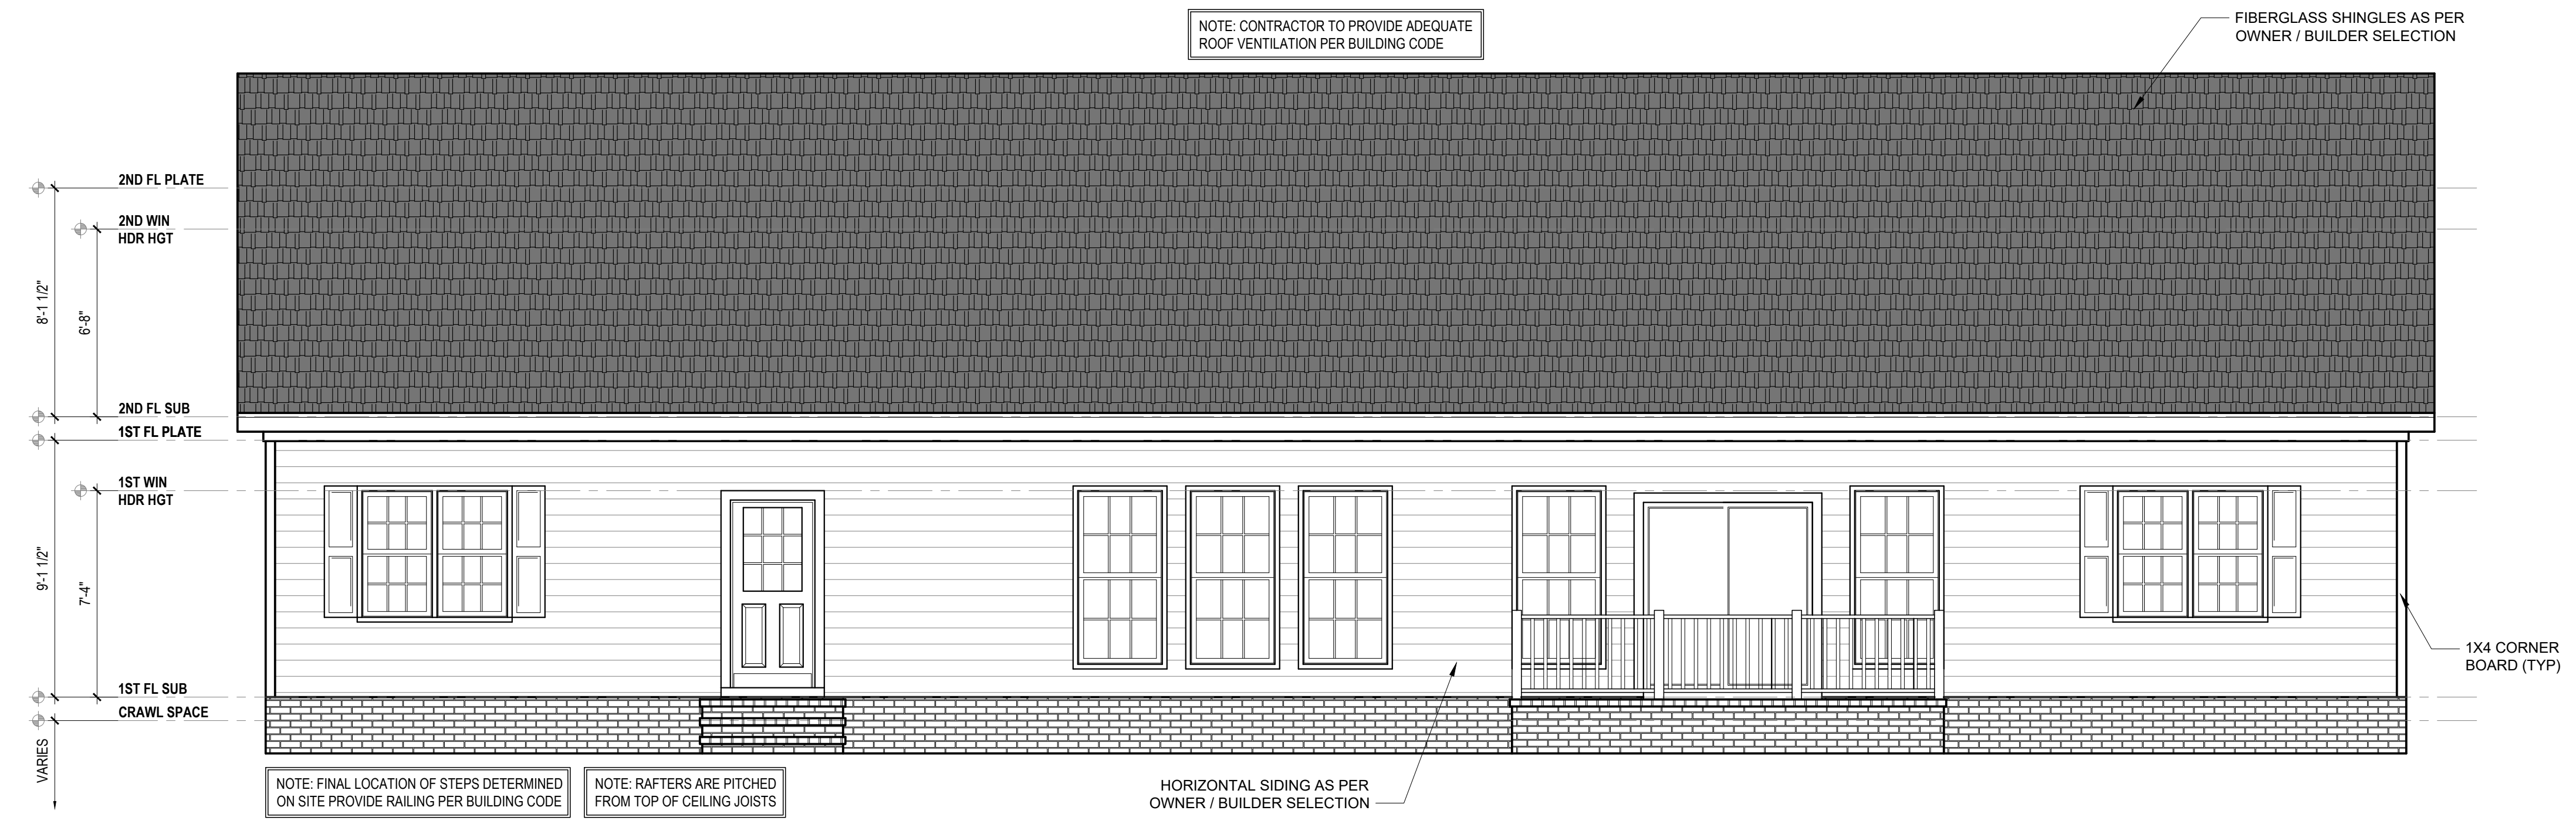 NOTE: CONTRACTOR TO PROVIDE ADEQUATE
ROOF VENTILATION PER BUILDING CODE
FIBERGLASS SHINGLES AS PER
OWNER / BUILDER SELECTION
2ND FL PLATE
2ND WIN
HDR HGT
8'-1 1/2"
6'-8"
2ND FL SUB
1ST FL PLATE
1ST WIN
HDR HGT
9'-1 1/2"
7'-4"
1ST FL SUB
CRAWL SPACE
VARIES
1X4 CORNER
BOARD (TYP)
NOTE: FINAL LOCATION OF STEPS DETERMINED
ON SITE PROVIDE RAILING PER BUILDING CODE
NOTE: RAFTERS ARE PITCHED
FROM TOP OF CEILING JOISTS
HORIZONTAL SIDING AS PER
OWNER / BUILDER SELECTION